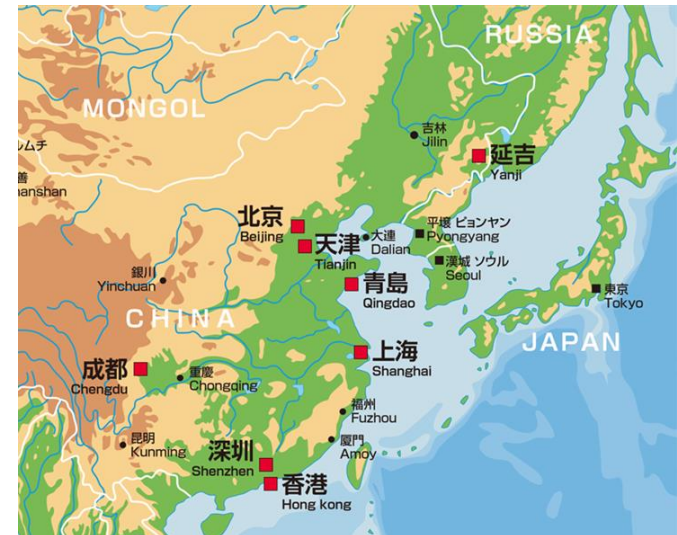 RUSSIA
MONGOL
吉林
Jilin
延吉
Yanji
ルムチ
善
hanshan
北京
Beijing
天津
Tianjin
大連
Dalian
平壌 ピョンヤン
Pyongyang
漢城 ソウル
Seoul
銀川
Yinchuan
青島
Qingdao
東京
Tokyo
CHINA
JAPAN
上海
Shanghai
成都
Chengdu
重慶
Chongqing
福州
Fuzhou
昆明
Kunming
厦門
Amoy
深圳
Shenzhen
香港
Hong kong